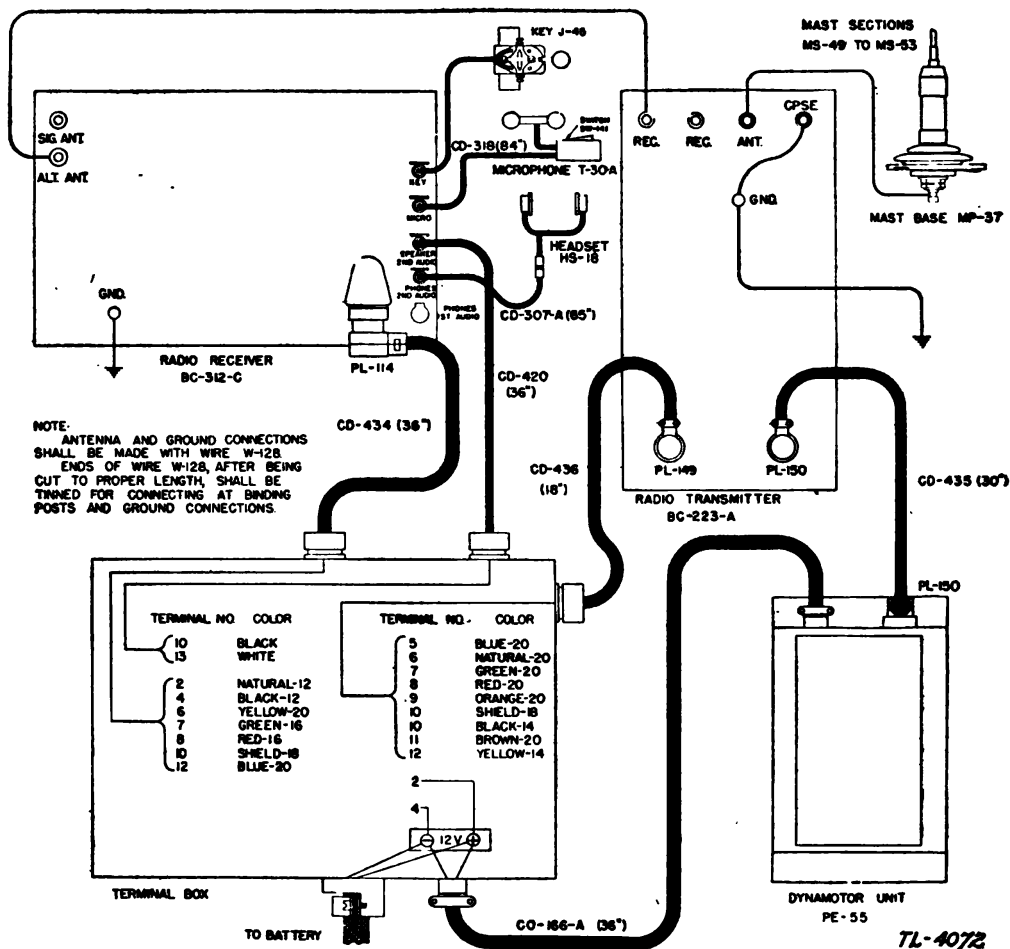 KEY J-46
MAST SECTIONS
MS-49 TO MS-53
SIG. ANT.
ALT. ANT.
SWITCH
SW-141
CD-318(84")
MICROPHONE T-30-A
REC.
REC.
ANT.
CPSE
KEY
MICRO
SPEAKER
2ND AUDIO
PHONES
2ND AUDIO
PHONES
1ST AUDIO
HEADSET
HS-18
GND.
MAST BASE MP-37
GND.
CD-307-A (65")
RADIO RECEIVER
BC-312-C
PL-114
CD-420
(36")
CD-434 (36")
NOTE-
ANTENNA AND GROUND CONNECTIONS
SHALL BE MADE WITH WIRE W-128.
ENDS OF WIRE W-128, AFTER BEING
CUT TO PROPER LENGTH, SHALL BE
TINNED FOR CONNECTING AT BINDING
POSTS AND GROUND CONNECTIONS.
CD-436
(18")
PL-149
PL-150
RADIO TRANSMITTER
BC-223-A
CD-435 (30")
PL-150
TERMINAL NO. COLOR
10 BLACK
13 WHITE
2 NATURAL-12
4 BLACK-12
6 YELLOW-20
7 GREEN-16
8 RED-16
10 SHIELD-18
12 BLUE-20
TERMINAL NO. COLOR
5 BLUE-20
6 NATURAL-20
7 GREEN-20
8 RED-20
9 ORANGE-20
10 SHIELD-18
10 BLACK-14
11 BROWN-20
12 YELLOW-14
2
4
12V
TERMINAL BOX
TO BATTERY
CO-166-A (36")
DYNAMOTOR UNIT
PE-55
TL-4072